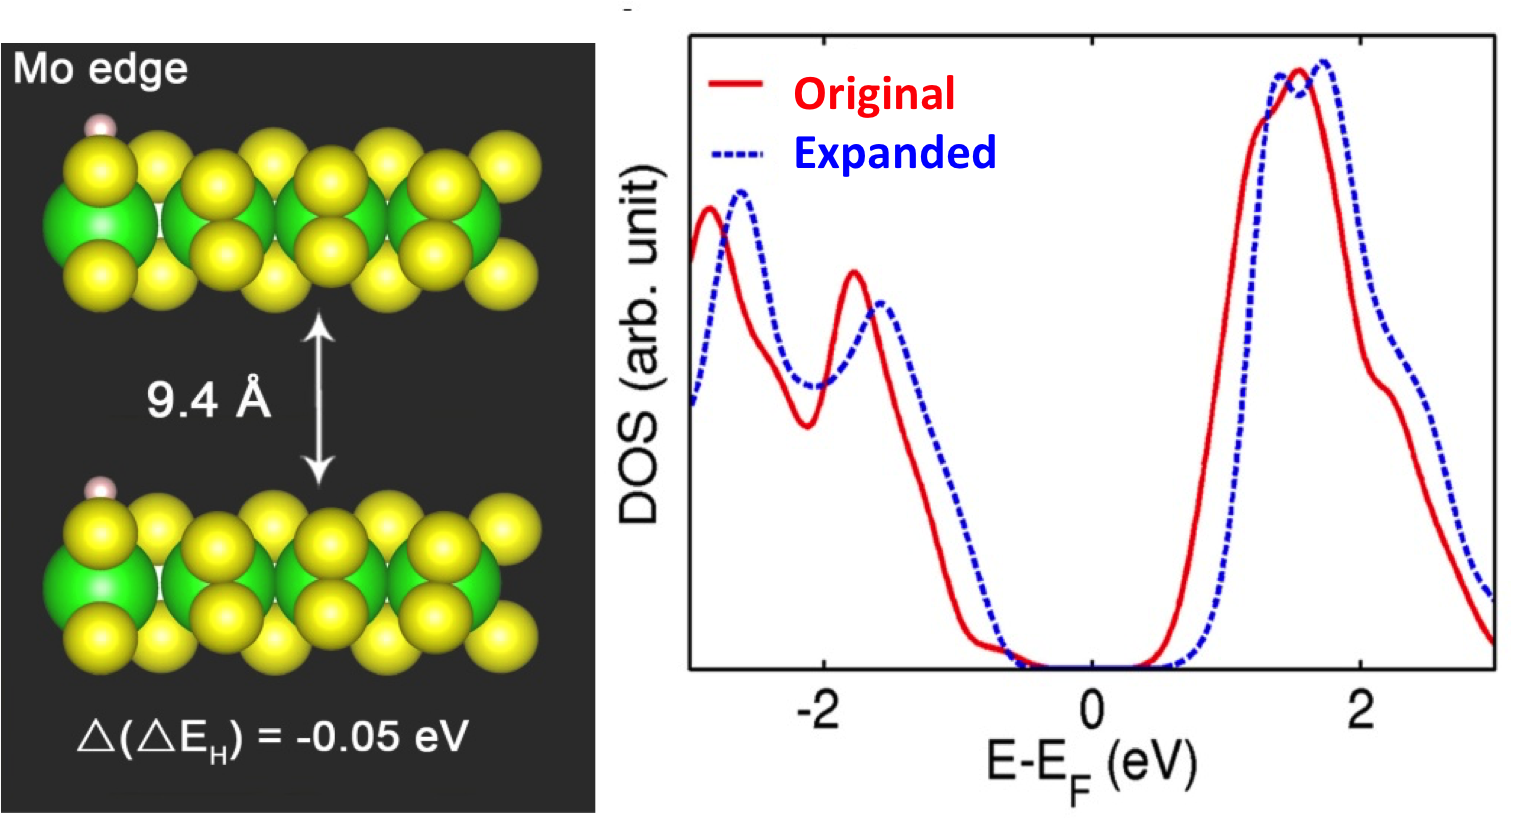 Mo edge
9.4 Å
△(△E_H) = -0.05 eV
Original
Expanded
DOS (arb. unit)
-2 0 2
E-E_F (eV)